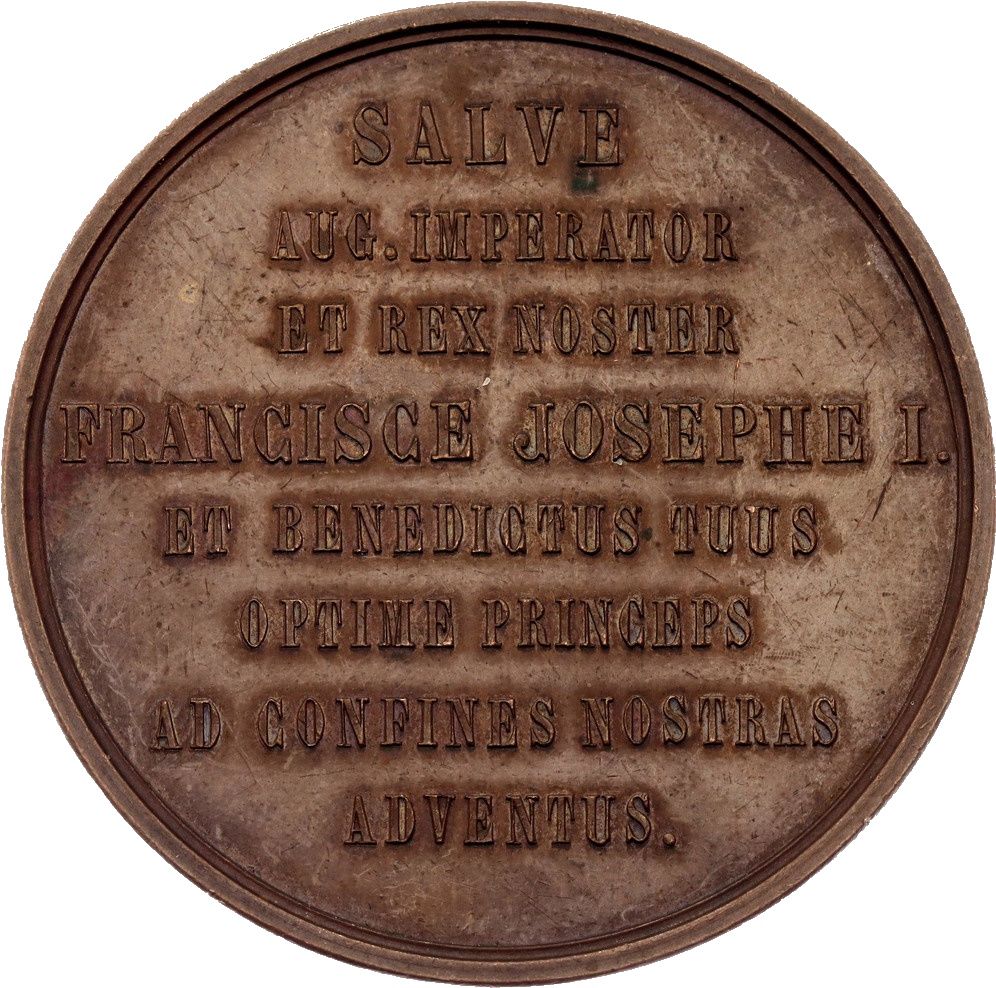 SALVE
AUG. IMPERATOR
ET REX NOSTER
FRANCISCE JOSEPHE I.
ET BENEDICTUS TUUS
OPTIME PRINCEPS
AD CONFINES NOSTRAS
ADVENTUS.